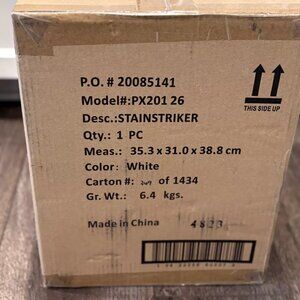 P.O. # 20085141
Model#:PX201 26
Desc.:STAINSTRIKER
THIS SIDE UP
Qty.: 1 PC
Meas.: 35.3 x 31.0 x 38.8 cm
Color: White
Carton #: of 1434
Gr. Wt.: 6.4 kgs.
Made in China